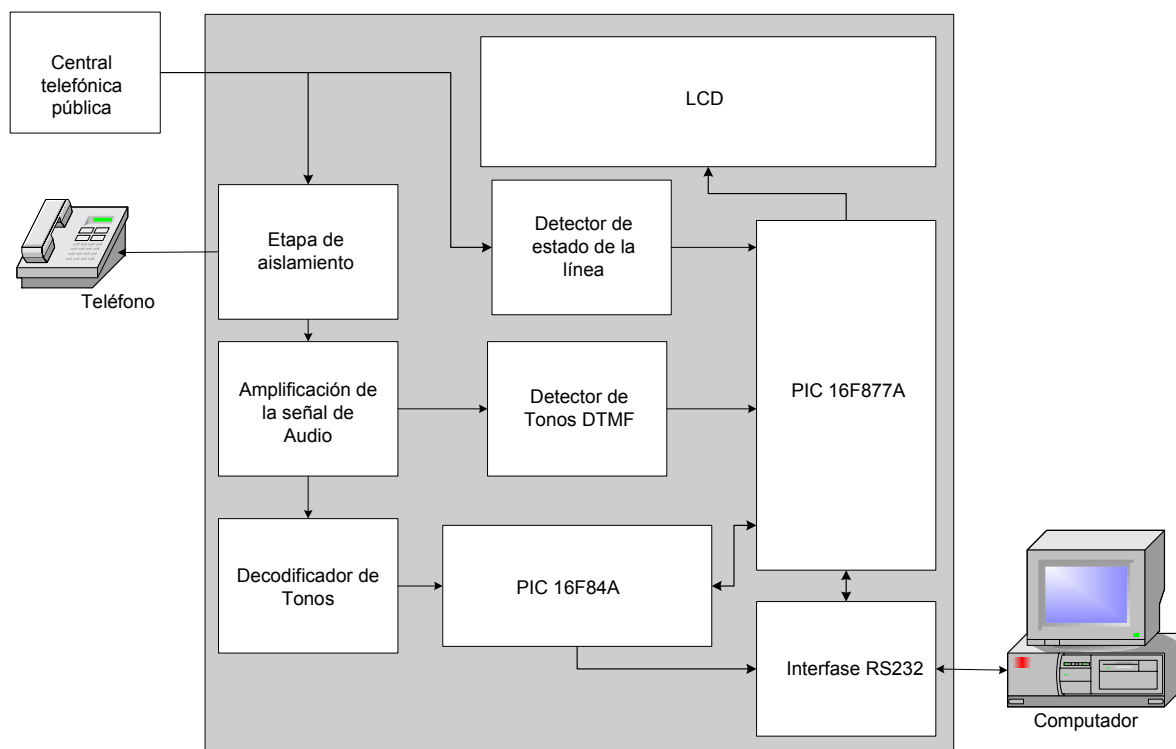 Central
telefónica
pública
LCD
Etapa de
aislamiento
Detector de
estado de la
línea
Teléfono
Amplificación de
la señal de
Audio
Detector de
Tonos DTMF
PIC 16F877A
Decodificador de
Tonos
PIC 16F84A
Interfase RS232
Computador